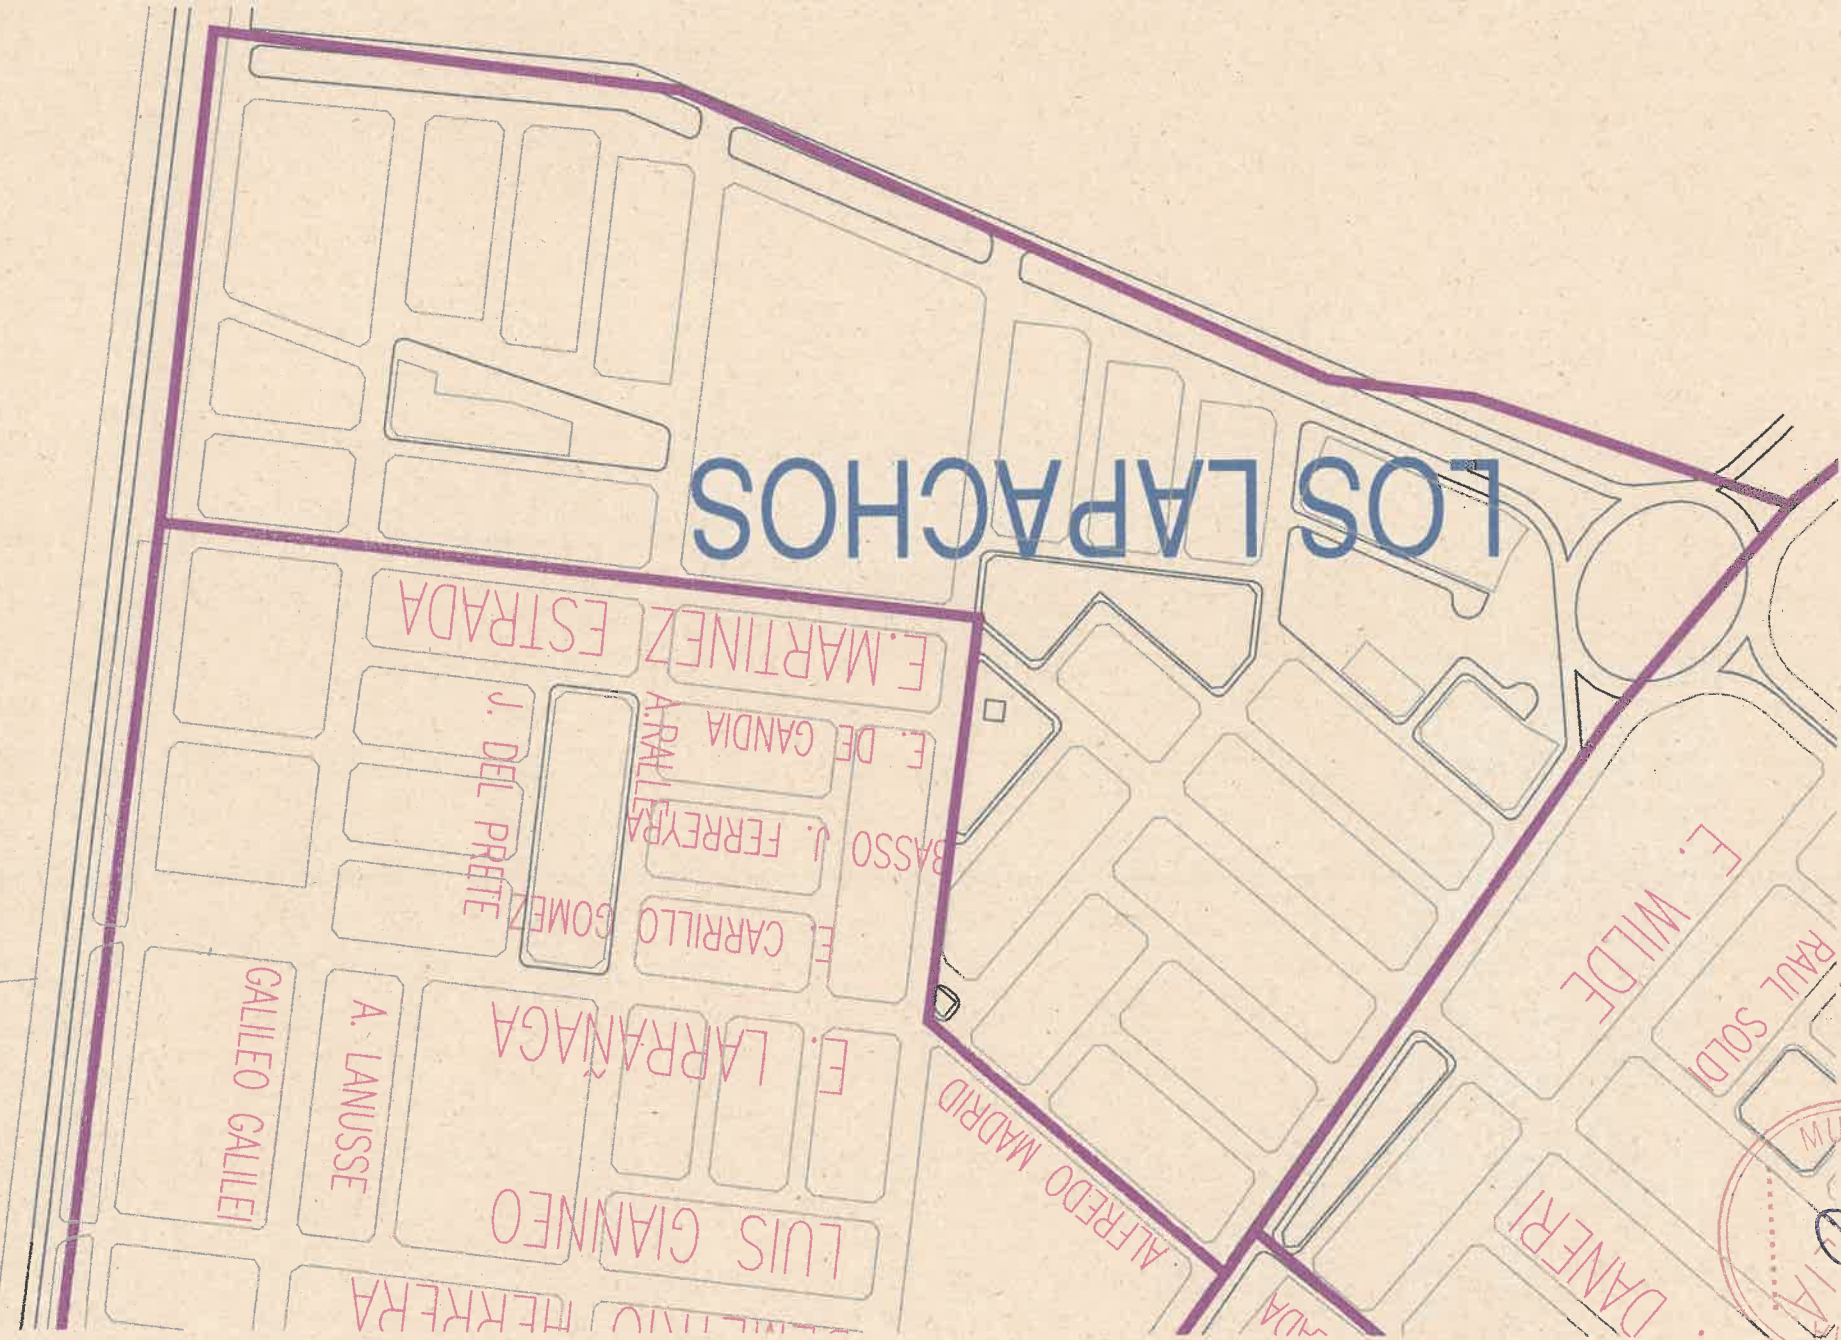 LOS LAPACHOS
E. MARTINEZ ESTRADA
E. DE GANDIA
J. DEL PRETE
A. RALLE
BASSO
J. FERREYRA
E. CARRILLO GOMEZ
E. LARRAÑAGA
GALILEO GALILEI
A. LANUSSE
LUIS GIANNEO
HERRERA
ALFREDO MADRID
E. WILDE
RAUL SOLDI
DANERI